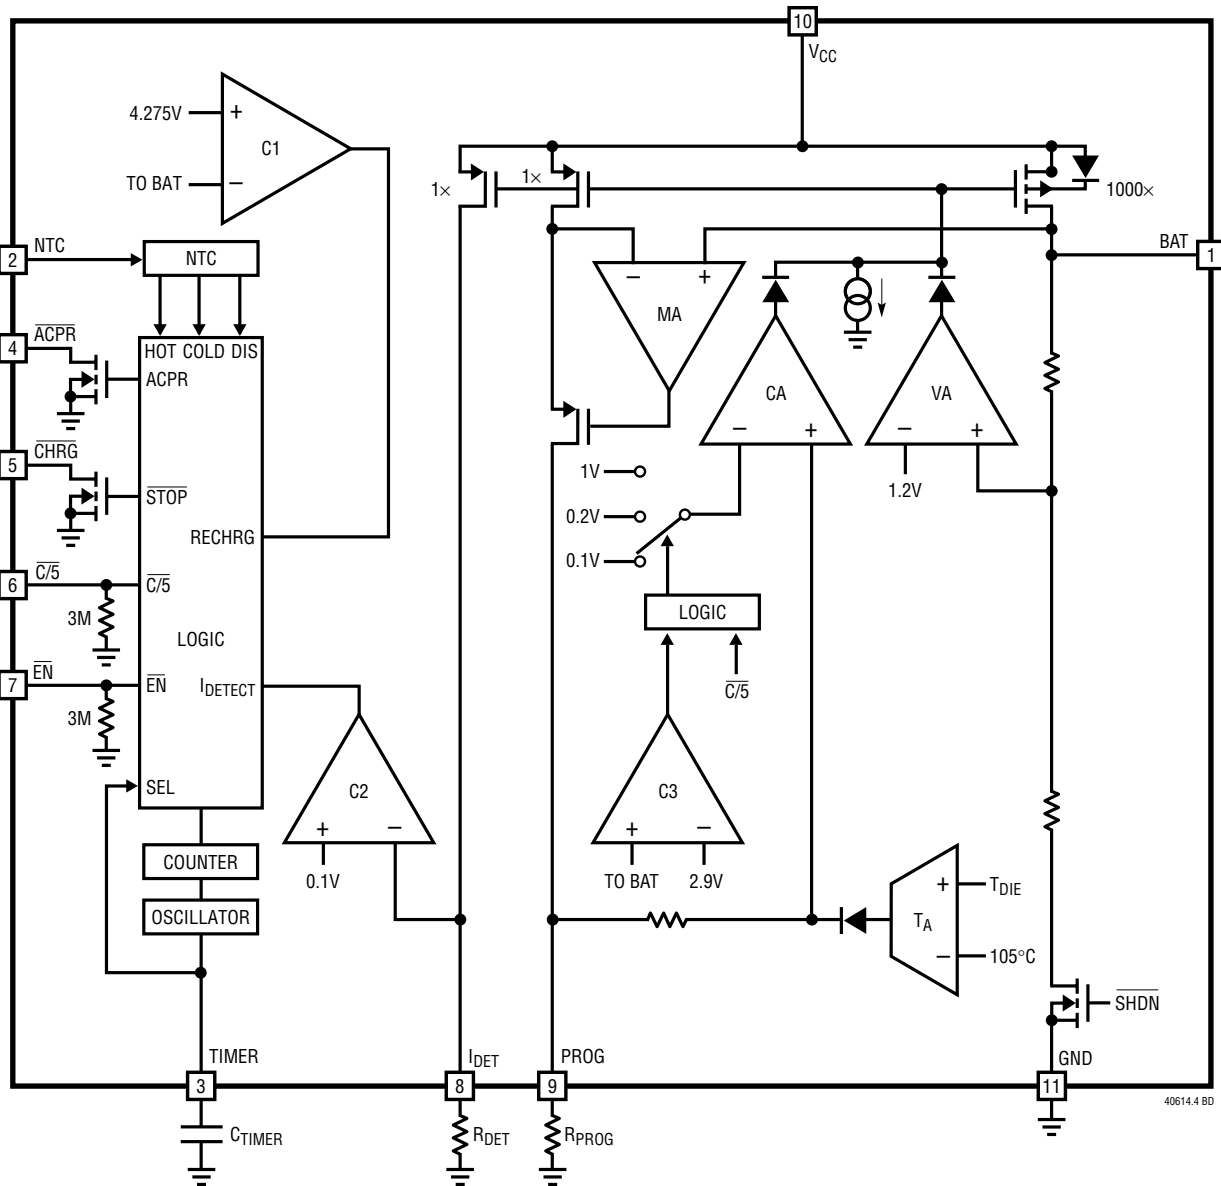 10
VCC
4.275V
+
C1
TO BAT
−
1×
1×
1000×
2
NTC
NTC
BAT
1
−
+
MA
4
ACPR
HOT COLD DIS
ACPR
CA
VA
−
+
−
+
5
CHRG
STOP
1V
1.2V
0.2V
RECHRG
0.1V
6
C/5
C/5
3M
LOGIC
LOGIC
7
EN
EN
IDETECT
C/5
3M
SEL
C2
C3
+
−
+
−
COUNTER
0.1V
TO BAT
2.9V
+
TDIE
OSCILLATOR
TA
−
105°C
SHDN
TIMER
IDET
PROG
GND
3
8
9
11
40614.4 BD
CTIMER
RDET
RPROG